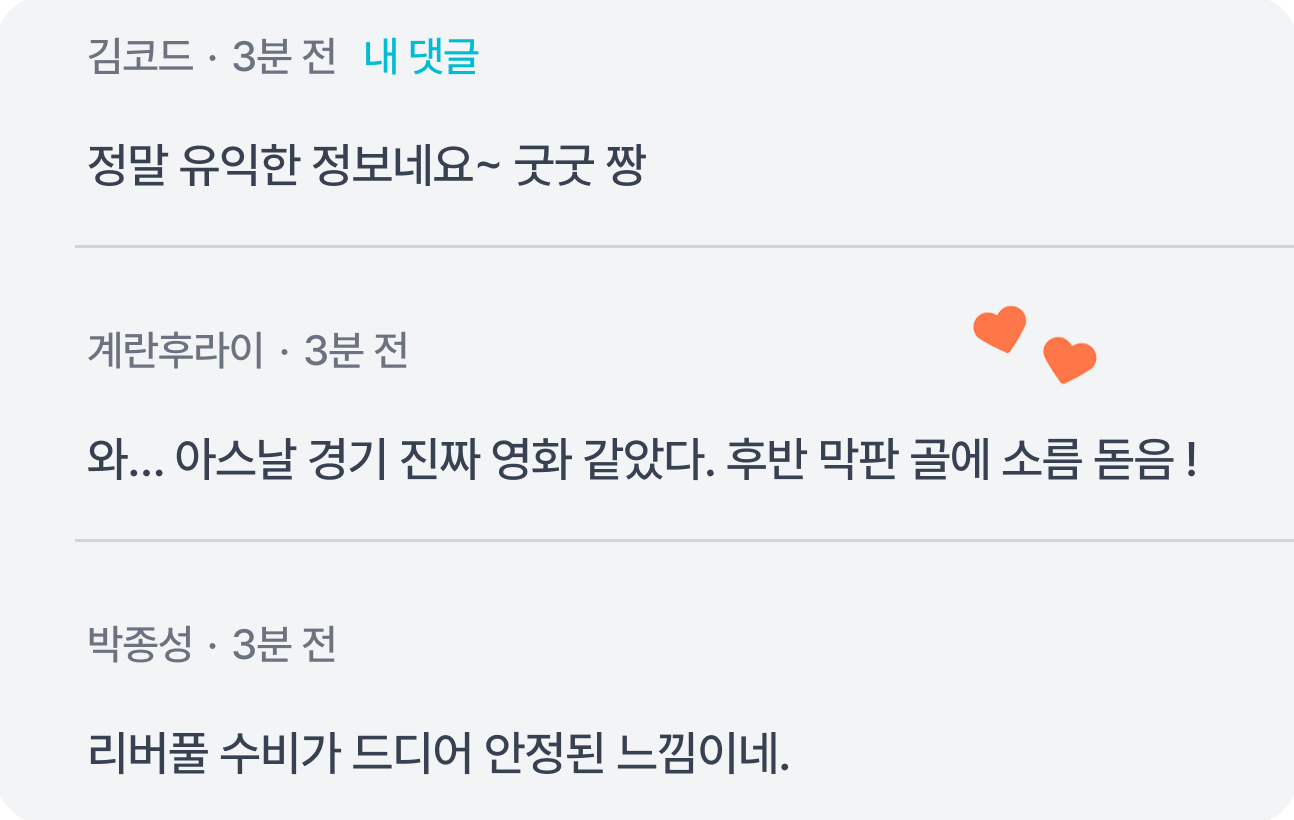 김코드 · 3분 전 내 댓글
정말 유익한 정보네요~ 굿굿 짱
계란후라이 · 3분 전
와... 아스날 경기 진짜 영화 같았다. 후반 막판 골에 소름 돋음 !
박종성 · 3분 전
리버풀 수비가 드디어 안정된 느낌이네.